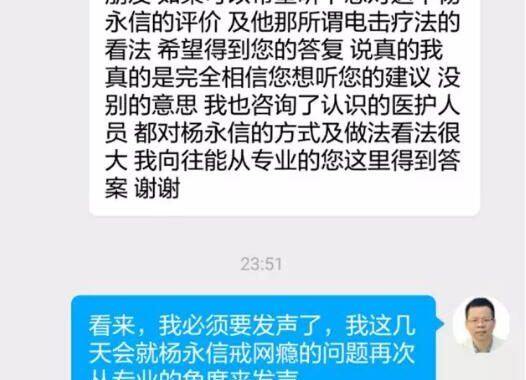 朋友 如果可以希望讲下您对这个杨
永信的评价 及他那所谓电击疗法的
看法 希望得到您的答复 说真的我
真的是完全相信您想听您的建议 没
别的意思 我也咨询了认识的医护人
员 都对杨永信的方式及做法看法很
大 我向往能从专业的您这里得到答
案 谢谢
23:51
看来，我必须要发声了，我这几
天会就杨永信戒网瘾的问题再次
从专业的角度来发声